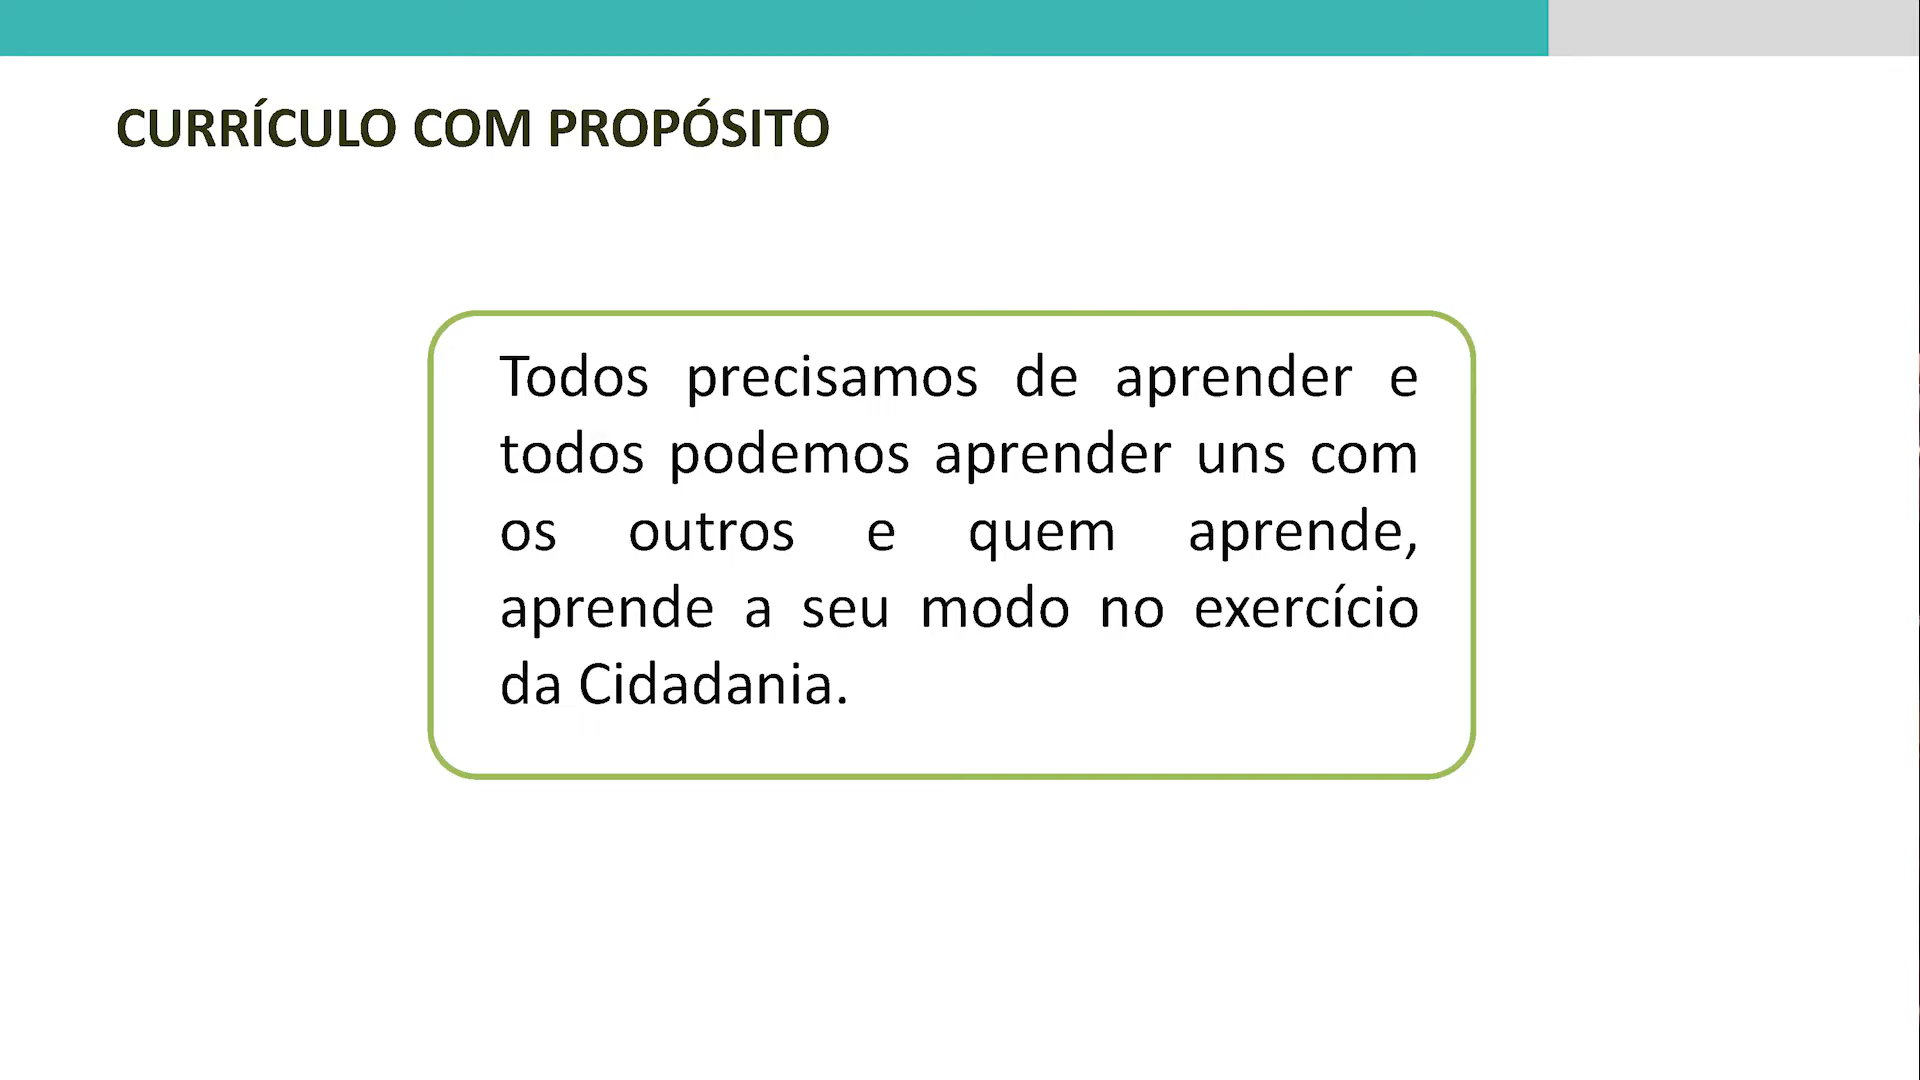 CURRÍCULO COM PROPÓSITO
Todos precisamos de aprender e
todos podemos aprender uns com
os outros e quem aprende,
aprende a seu modo no exercício
da Cidadania.